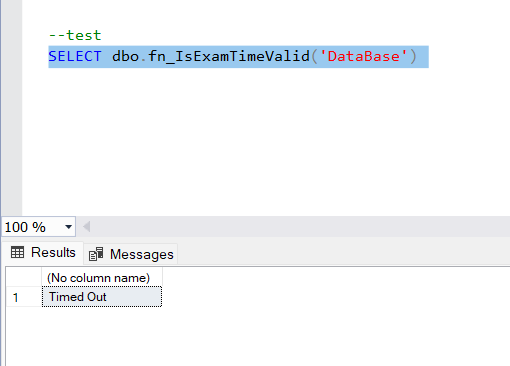 --test
SELECT dbo.fn_IsExamTimeValid('DataBase')
100 %
Results Messages
(No column name)
1 Timed Out